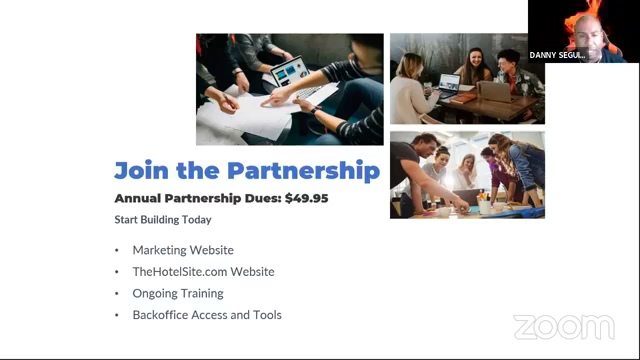 DANNY SEGUI...
Join the Partnership
Annual Partnership Dues: $49.95
Start Building Today
• Marketing Website
• TheHotelSite.com Website
• Ongoing Training
• Backoffice Access and Tools
zoom